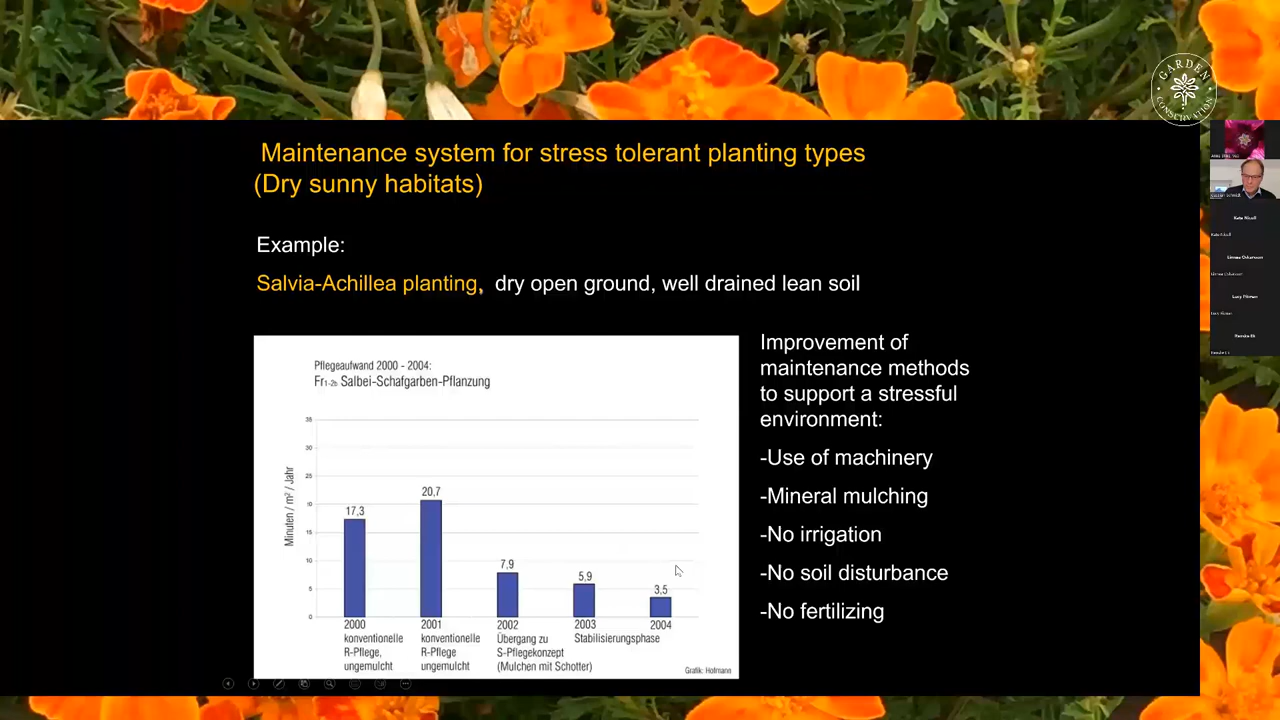 GARDEN
CONSERVATION
Maintenance system for stress tolerant planting types
(Dry sunny habitats)
Example:
Salvia-Achillea planting, dry open ground, well drained lean soil
Pflegeaufwand 2000 - 2004:
Fr1-2b Salbei-Schafgarben-Pflanzung
Minuten / m² / Jahr
35
30
25
15
10
5
0
17,3
20,7
7,9
5,9
3,5
2000
konventionelle
R-Pflege,
ungemulcht
2001
konventionelle
R-Pflege
ungemulcht
2002
Übergang zu
S-Pflegekonzept
(Mulchen mit Schotter)
2003
2004
Stabilisierungsphase
Grafik: Hofmann
Improvement of
maintenance methods
to support a stressful
environment:
-Use of machinery
-Mineral mulching
-No irrigation
-No soil disturbance
-No fertilizing